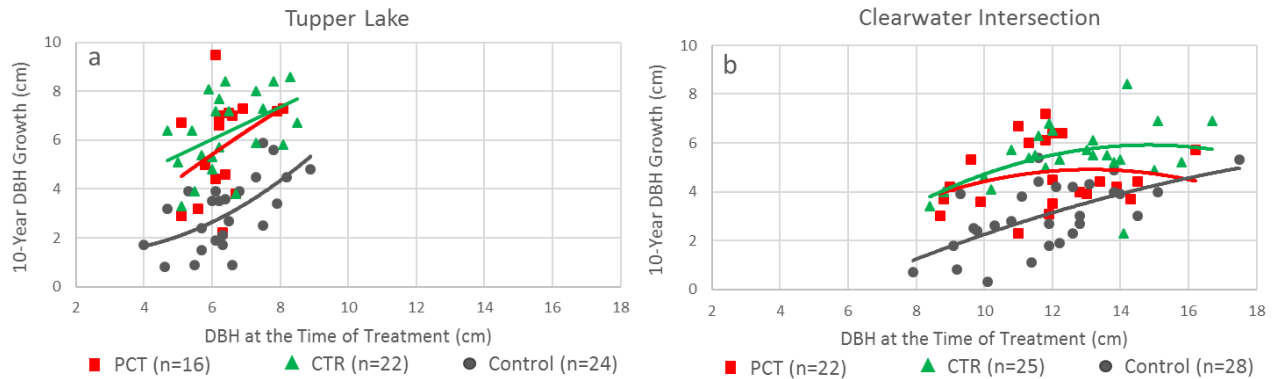 Tupper Lake
a
10-Year DBH Growth (cm)
10
8
6
4
2
0
2 4 6 8 10 12 14 16 18
DBH at the Time of Treatment (cm)
PCT (n=16) CTR (n=22) Control (n=24)
Clearwater Intersection
b
10-Year DBH Growth (cm)
10
8
6
4
2
0
2 4 6 8 10 12 14 16 18
DBH at the Time of Treatment (cm)
PCT (n=22) CTR (n=25) Control (n=28)